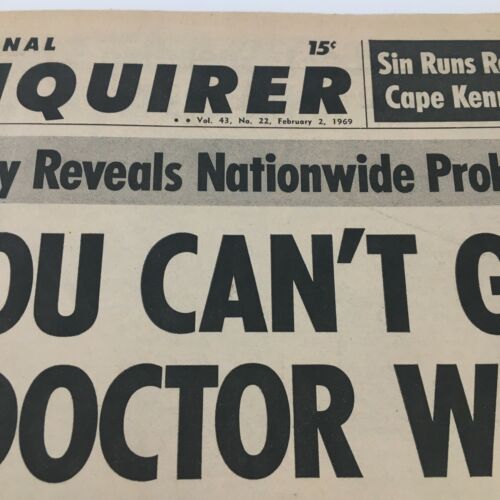 NAL
QUIRER
15¢
• • Vol. 43, No. 22, February 2, 1969
Sin Runs R
Cape Ken
y Reveals Nationwide Pro
OU CAN'T G
DOCTOR W